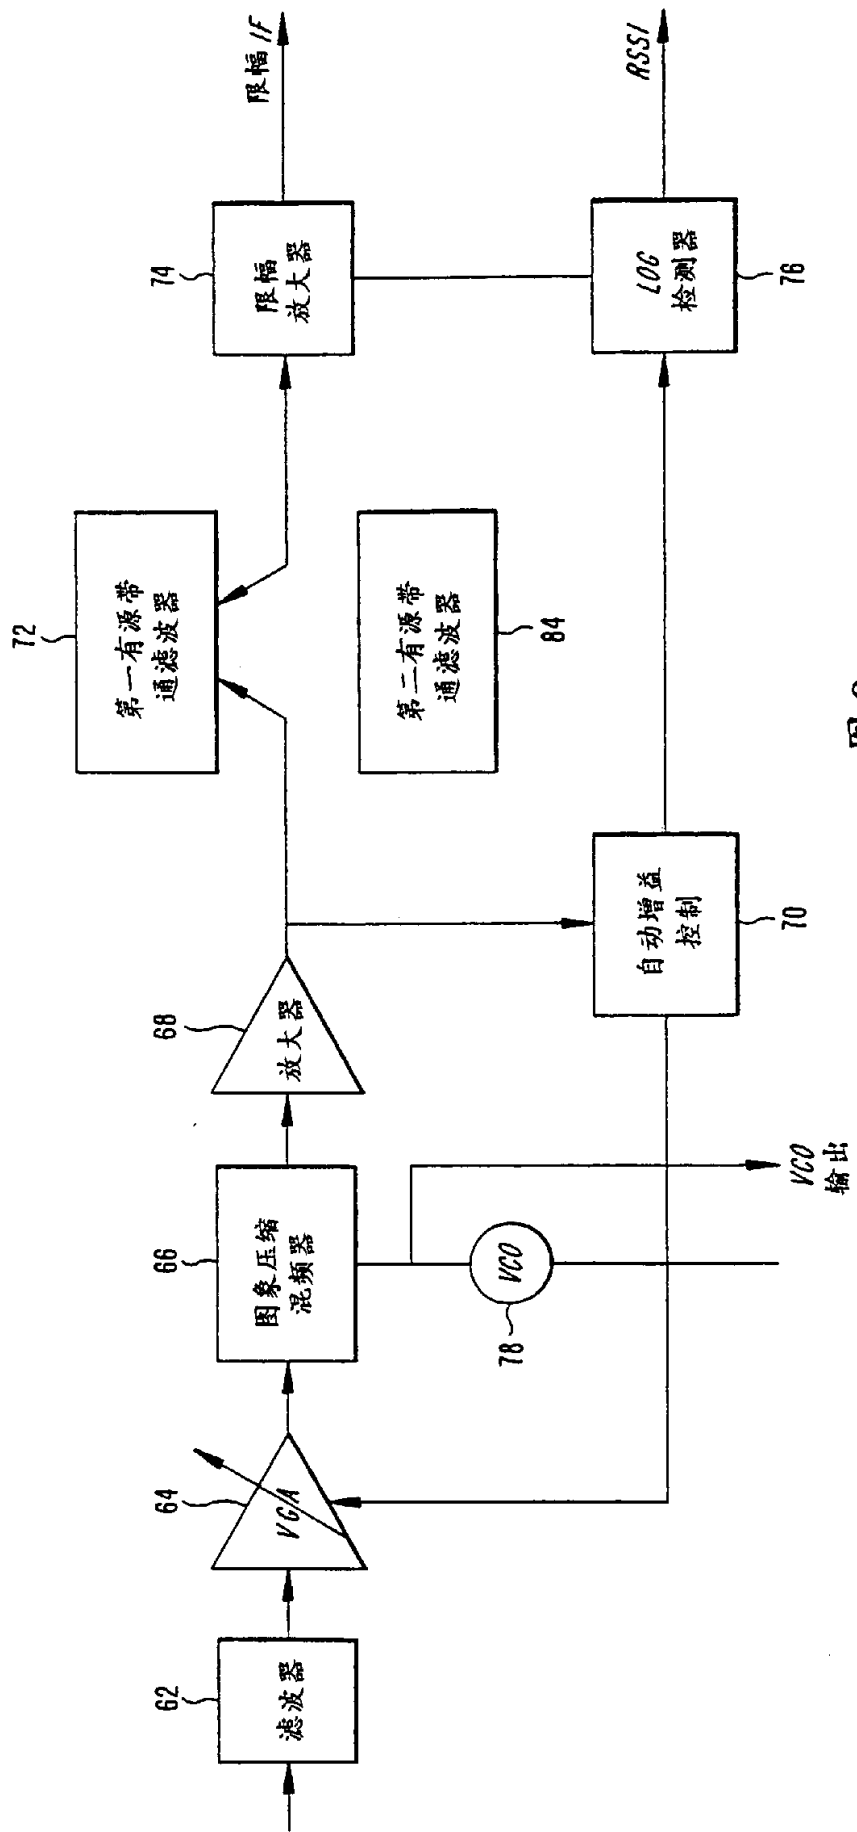 62
滤波器
64
VGA
66
图象压缩
混频器
68
放大器
72
第一有源带
通滤波器
74
限幅
放大器
限幅 IF
第二有源带
通滤波器
84
78
VCO
VCO
输出
自动增益
控制
70
LOG
检测器
76
RSSI
图